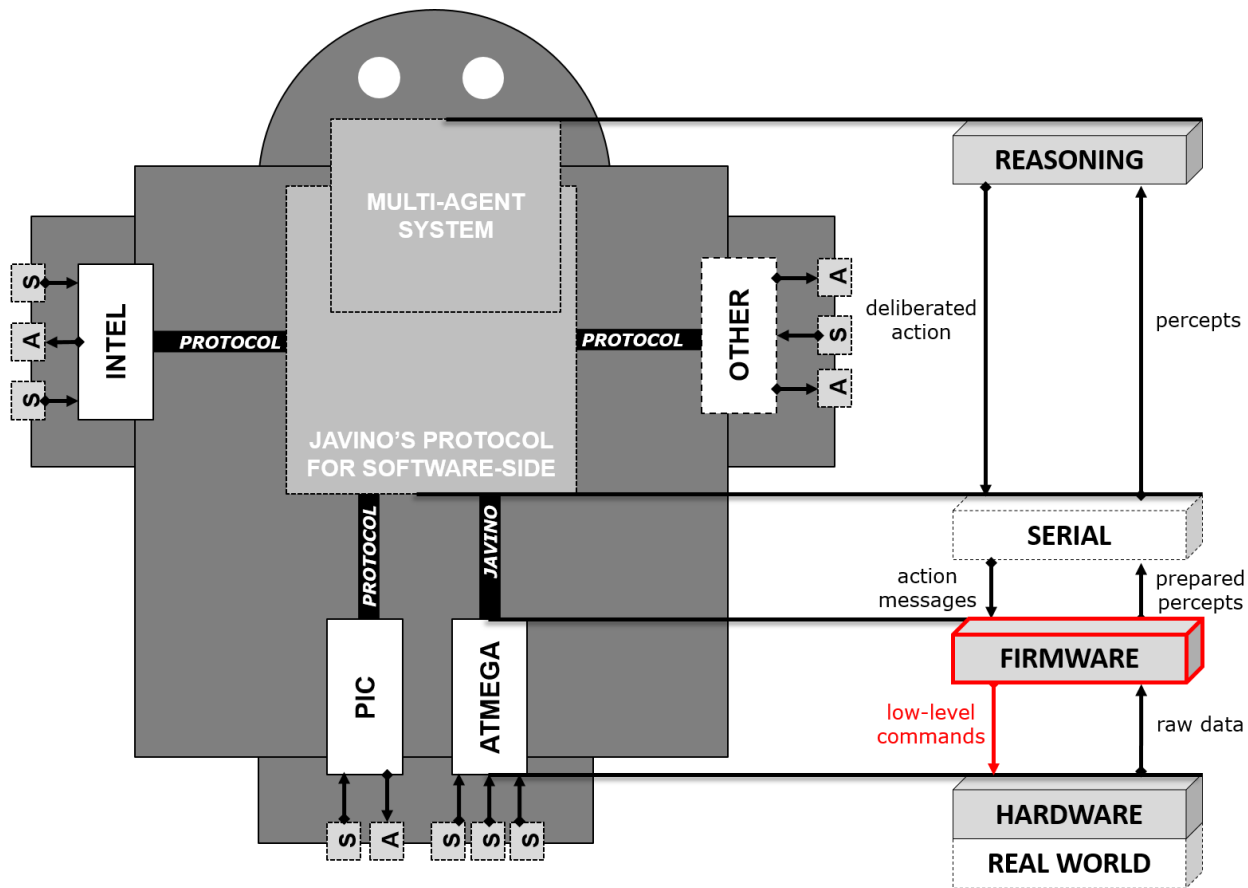 REASONING
MULTI-AGENT
SYSTEM
S
A
S
INTEL
PROTOCOL
PROTOCOL
OTHER
A
S
A
deliberated
action
percepts
JAVINO'S PROTOCOL
FOR SOFTWARE-SIDE
SERIAL
PROTOCOL
JAVINO
action
messages
prepared
percepts
PIC
ATMEGA
FIRMWARE
low-level
commands
raw data
S
A
S
S
S
HARDWARE
REAL WORLD